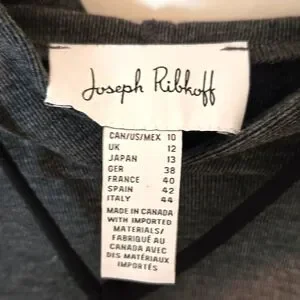 Joseph Ribkoff
CAN/US/MEX 10
UK 12
JAPAN 13
GER 38
FRANCE 40
SPAIN 42
ITALY 44
MADE IN CANADA
WITH IMPORTED
MATERIALS/
FABRIQUÉ AU
CANADA AVEC
DES MATÉRIAUX
IMPORTÉS